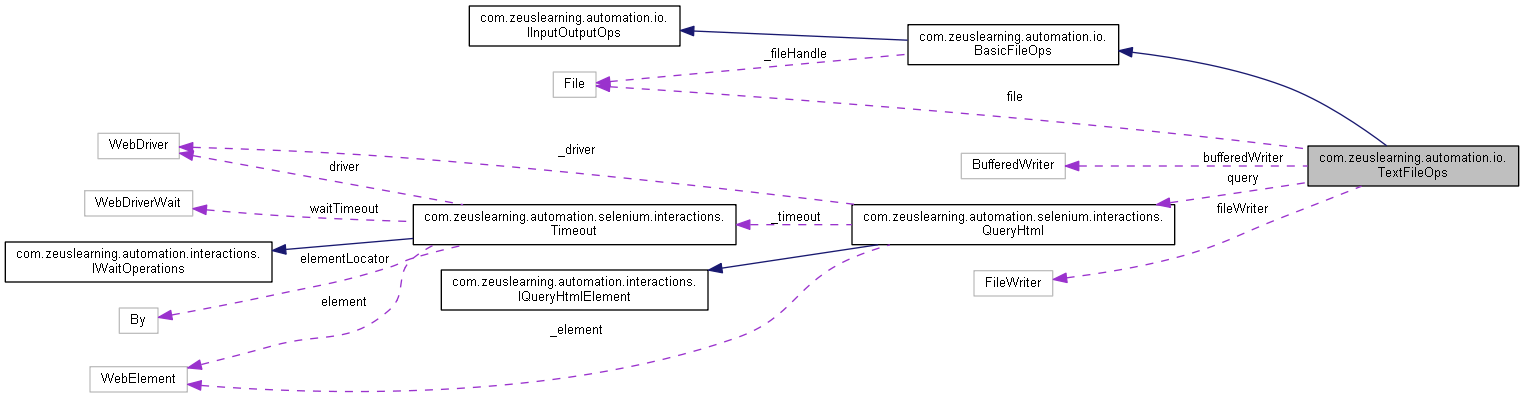 com.zeuslearning.automation.io.
IInputOutputOps
com.zeuslearning.automation.io.
BasicFileOps
_fileHandle
File
file
WebDriver
_driver
driver
BufferedWriter
bufferedWriter
com.zeuslearning.automation.io.
TextFileOps
query
WebDriverWait
waitTimeout
com.zeuslearning.automation.selenium.interactions.
Timeout
_timeout
com.zeuslearning.automation.selenium.interactions.
QueryHtml
fileWriter
com.zeuslearning.automation.interactions.
IWaitOperations
elementLocator
com.zeuslearning.automation.interactions.
IQueryHtmlElement
FileWriter
element
By
_element
WebElement